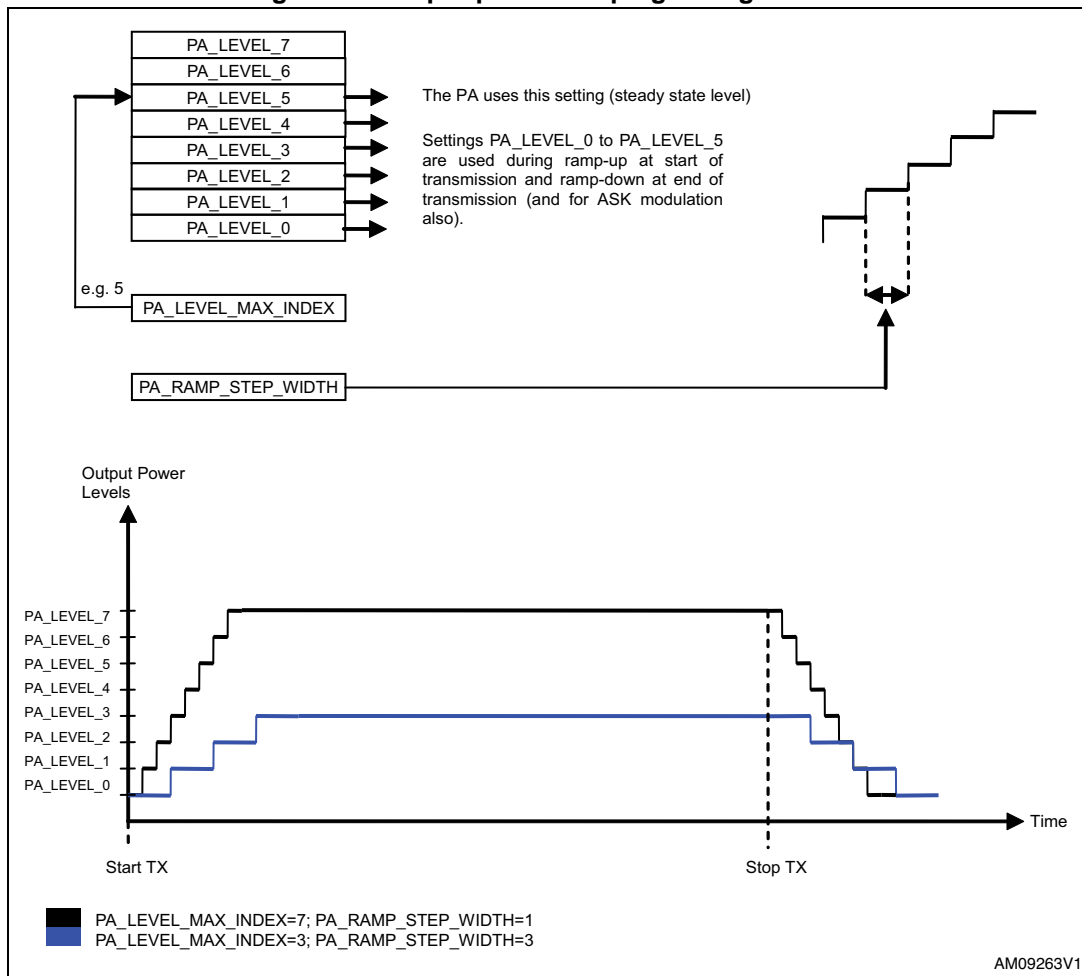 PA_LEVEL_7
PA_LEVEL_6
PA_LEVEL_5
PA_LEVEL_4
PA_LEVEL_3
PA_LEVEL_2
PA_LEVEL_1
PA_LEVEL_0
The PA uses this setting (steady state level)
Settings PA_LEVEL_0 to PA_LEVEL_5
are used during ramp-up at start of
transmission and ramp-down at end of
transmission (and for ASK modulation
also).
e.g. 5
PA_LEVEL_MAX_INDEX
PA_RAMP_STEP_WIDTH
Output Power
Levels
PA_LEVEL_7
PA_LEVEL_6
PA_LEVEL_5
PA_LEVEL_4
PA_LEVEL_3
PA_LEVEL_2
PA_LEVEL_1
PA_LEVEL_0
Time
Start TX
Stop TX
PA_LEVEL_MAX_INDEX=7; PA_RAMP_STEP_WIDTH=1
PA_LEVEL_MAX_INDEX=3; PA_RAMP_STEP_WIDTH=3
AM09263V1